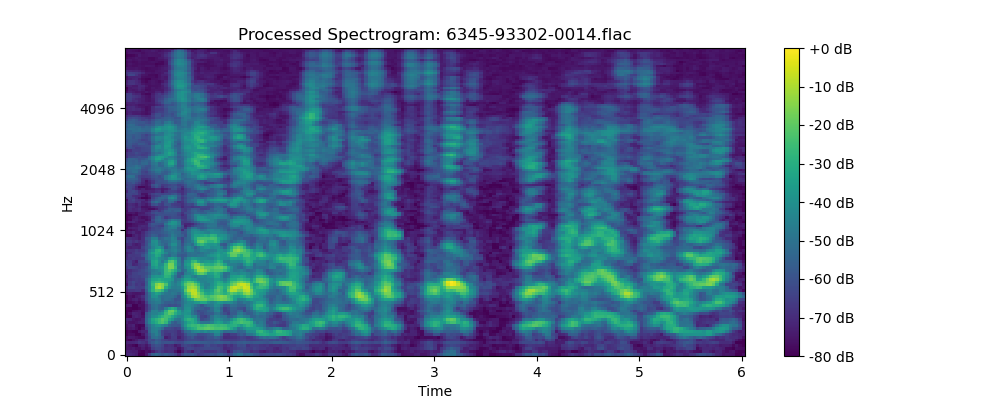 Processed Spectrogram: 6345-93302-0014.flac
Hz
4096
2048
1024
512
0
0 1 2 3 4 5 6
Time
+0 dB
-10 dB
-20 dB
-30 dB
-40 dB
-50 dB
-60 dB
-70 dB
-80 dB